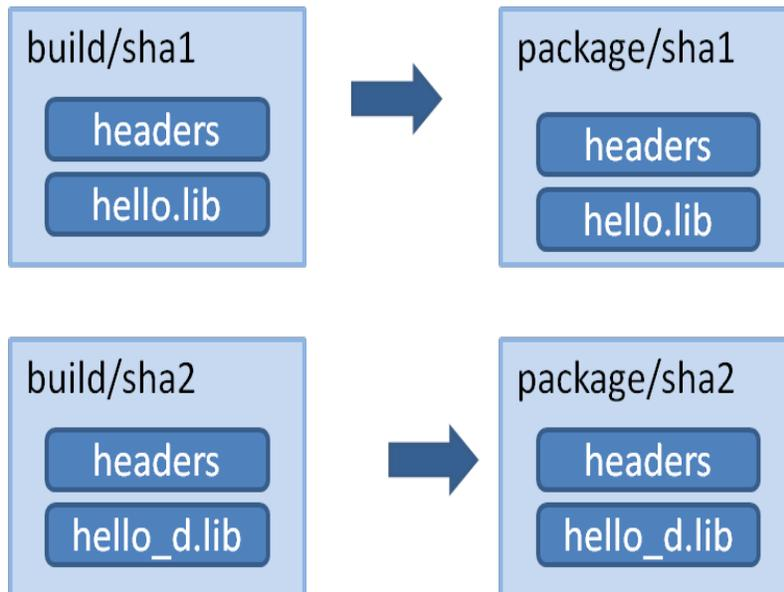 build/sha1
headers
hello.lib
package/sha1
headers
hello.lib
build/sha2
headers
hello_d.lib
package/sha2
headers
hello_d.lib